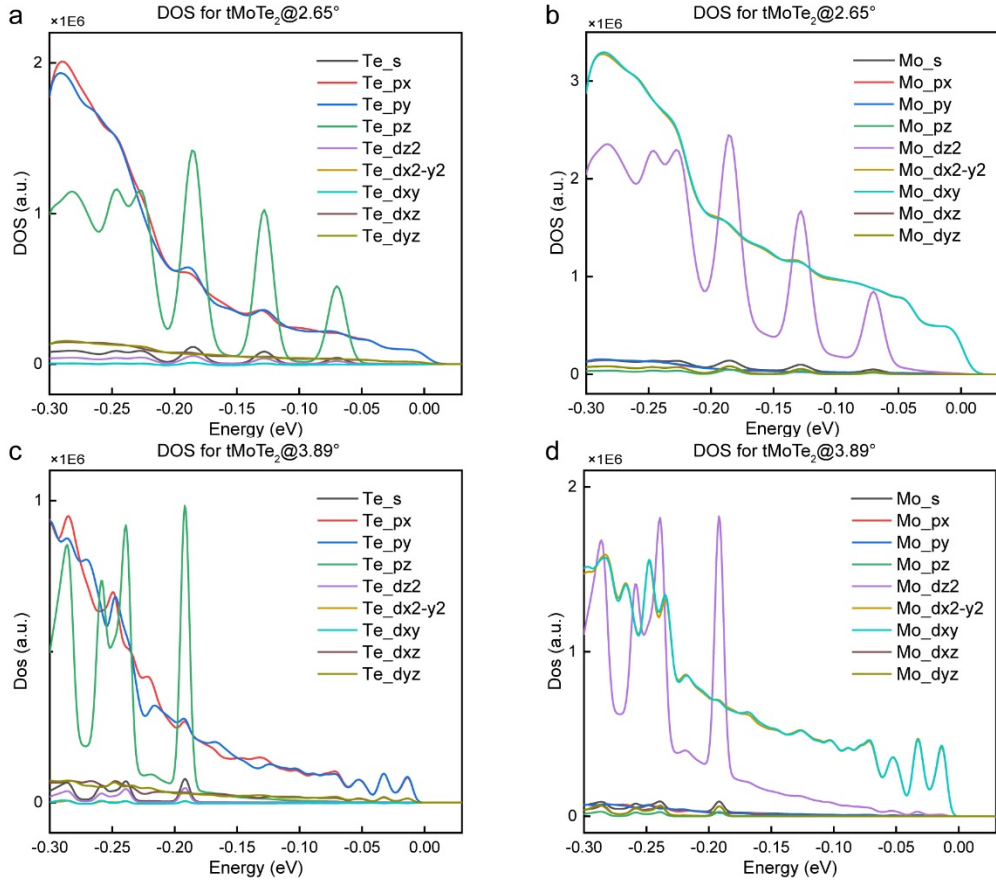 a
DOS for tMoTe2@2.65°
×1E6
2
1
0
DOS (a.u.)
Te_s
Te_px
Te_py
Te_pz
Te_dz2
Te_dx2-y2
Te_dxy
Te_dxz
Te_dyz
-0.30 -0.25 -0.20 -0.15 -0.10 -0.05 0.00
Energy (eV)
b
DOS for tMoTe2@2.65°
×1E6
3
2
1
0
DOS (a.u.)
Mo_s
Mo_px
Mo_py
Mo_pz
Mo_dz2
Mo_dx2-y2
Mo_dxy
Mo_dxz
Mo_dyz
-0.30 -0.25 -0.20 -0.15 -0.10 -0.05 0.00
Energy (eV)
c
DOS for tMoTe2@3.89°
×1E6
1
0
Dos (a.u.)
Te_s
Te_px
Te_py
Te_pz
Te_dz2
Te_dx2-y2
Te_dxy
Te_dxz
Te_dyz
-0.30 -0.25 -0.20 -0.15 -0.10 -0.05 0.00
Energy (eV)
d
DOS for tMoTe2@3.89°
×1E6
2
1
0
Dos (a.u.)
Mo_s
Mo_px
Mo_py
Mo_pz
Mo_dz2
Mo_dx2-y2
Mo_dxy
Mo_dxz
Mo_dyz
-0.30 -0.25 -0.20 -0.15 -0.10 -0.05 0.00
Energy (eV)